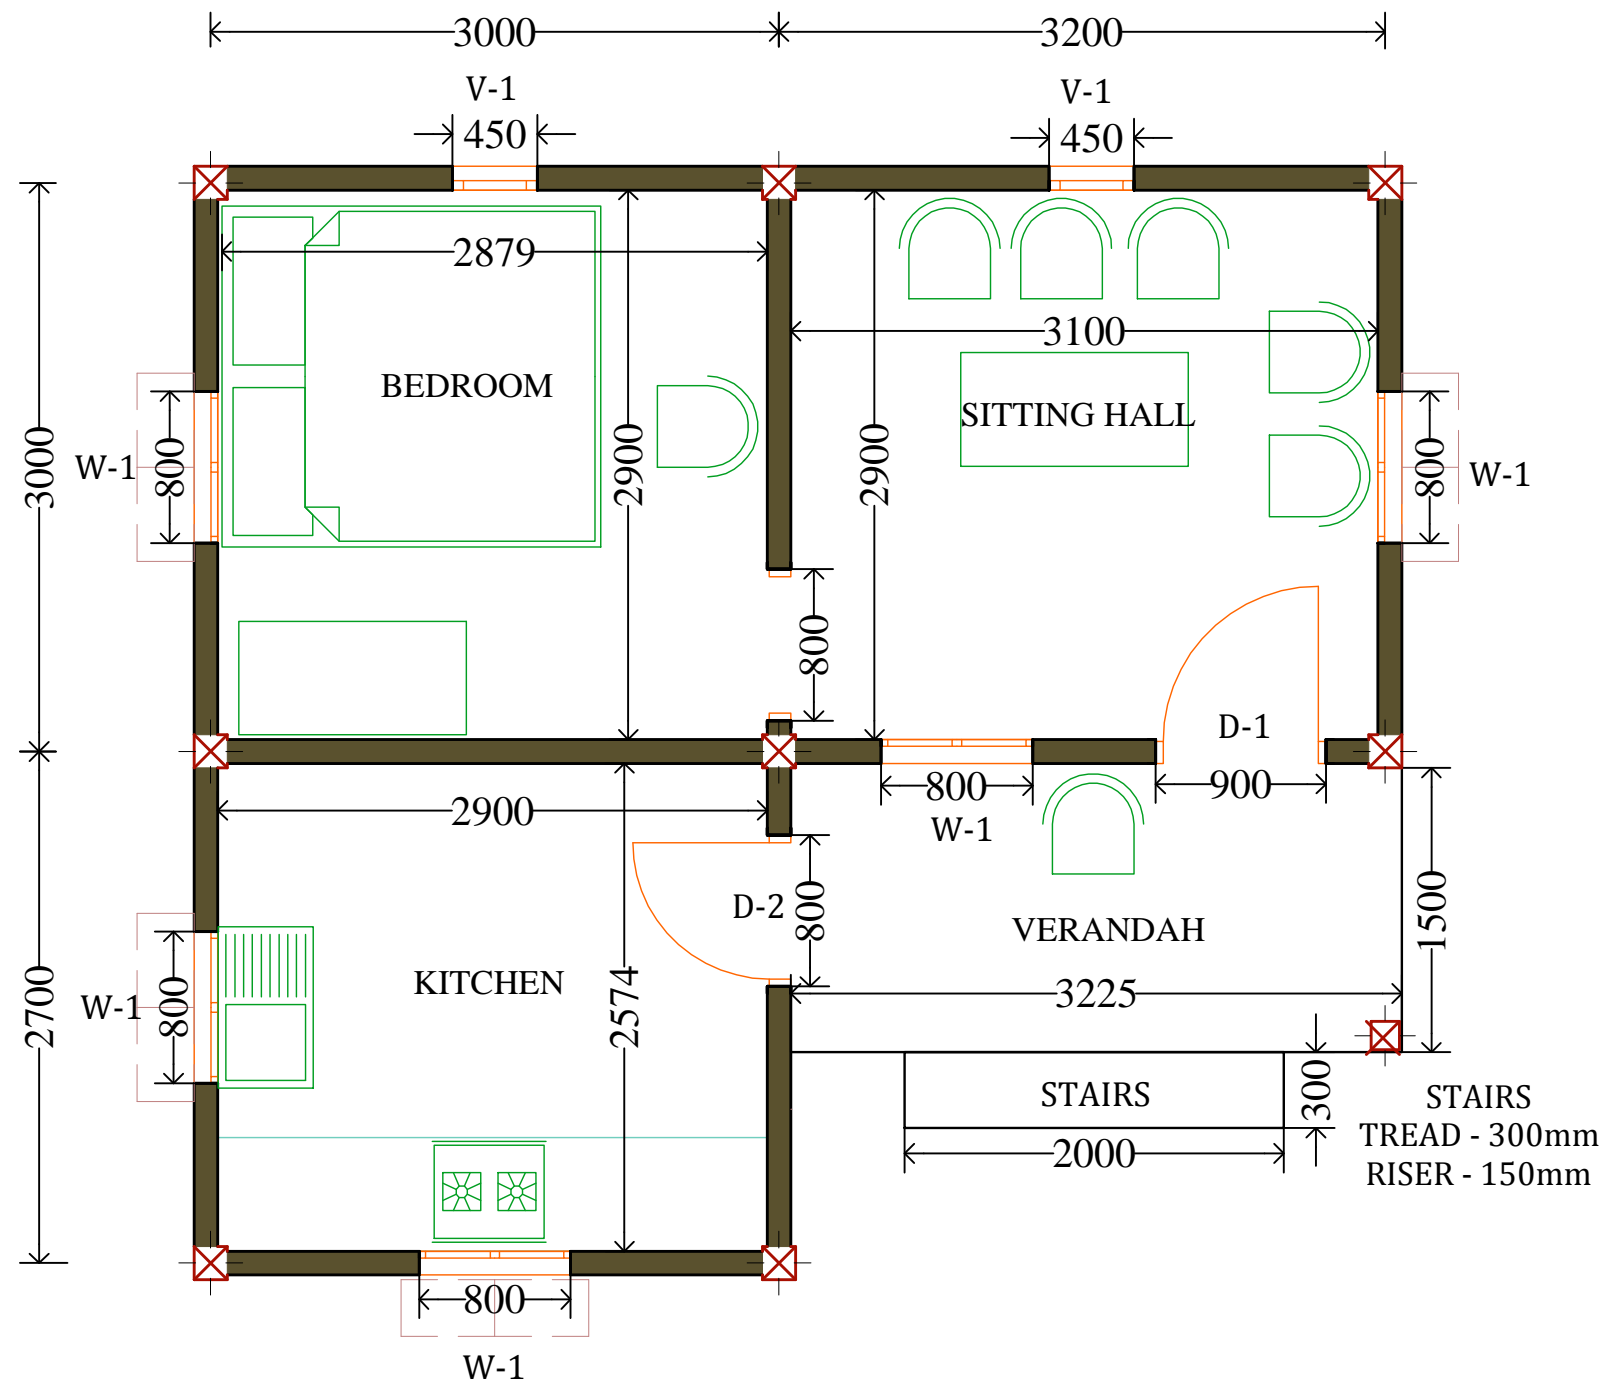 3000
3200
V-1
V-1
450
450
2879
3100
BEDROOM
SITTING HALL
3000
W-1
800
2900
2900
800
W-1
800
D-1
2900
800
900
W-1
D-2
800
VERANDAH
1500
KITCHEN
2574
3225
2700
W-1
800
STAIRS
300
2000
STAIRS
TREAD - 300mm
RISER - 150mm
800
W-1